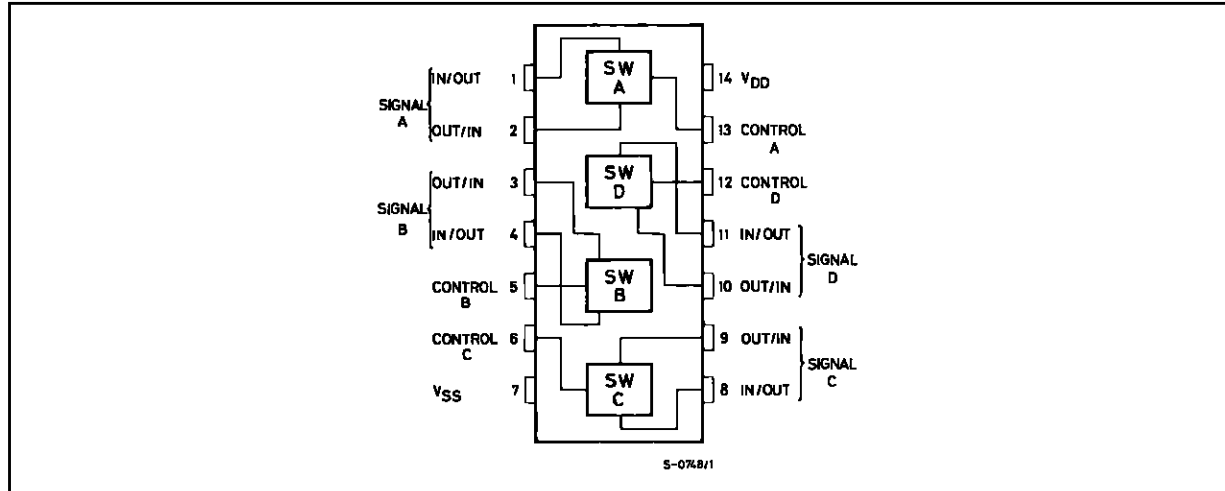 IN/OUT 1
SIGNAL A
OUT/IN 2
OUT/IN 3
SIGNAL B
IN/OUT 4
CONTROL B 5
CONTROL C 6
VSS 7
SW A
SW D
SW B
SW C
14 VDD
13 CONTROL A
12 CONTROL D
11 IN/OUT
SIGNAL D
10 OUT/IN
9 OUT/IN
SIGNAL C
8 IN/OUT
S-0748/1